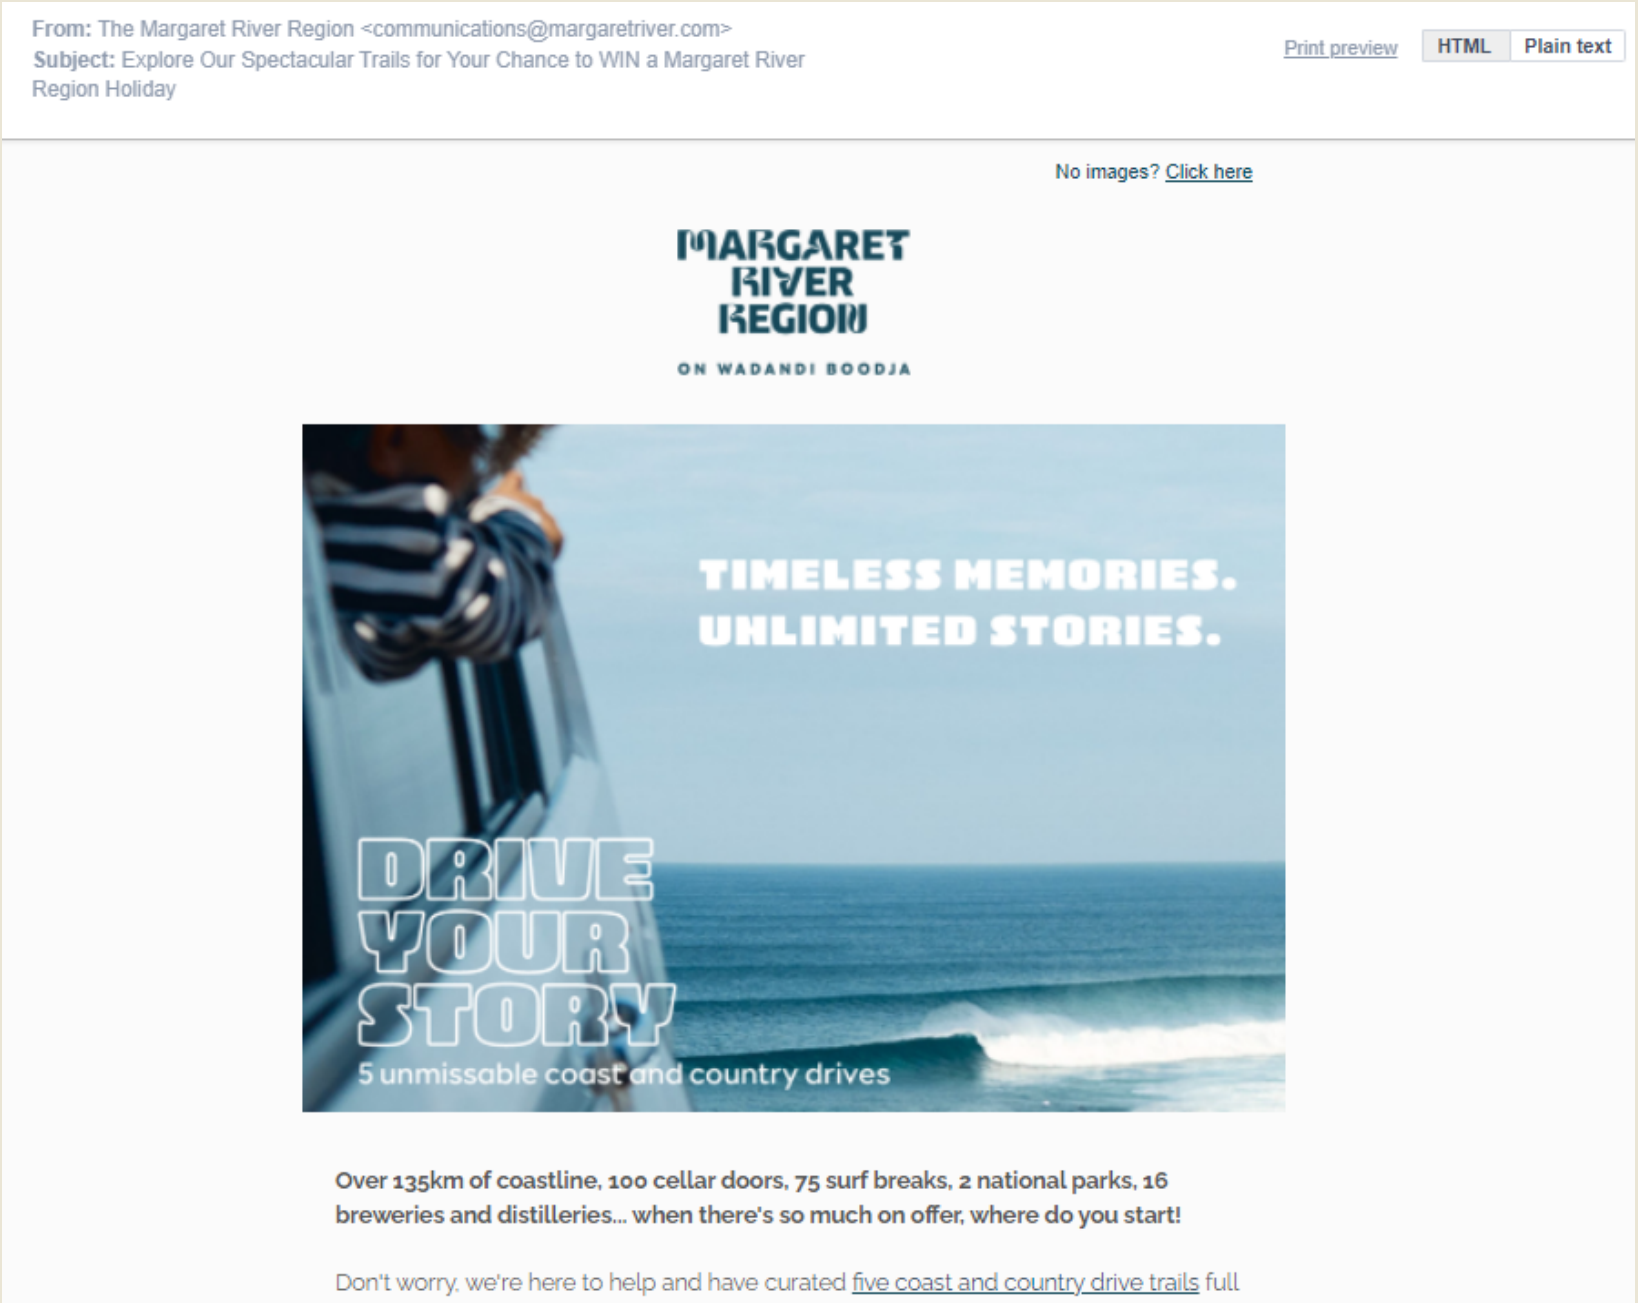 From: The Margaret River Region <communications@margaretriver.com>
Subject: Explore Our Spectacular Trails for Your Chance to WIN a Margaret River
Region Holiday
Print preview
HTML
Plain text
No images? Click here
MARGARET
RIVER
REGION
ON WADANDI BOODJA
TIMELESS MEMORIES.
UNLIMITED STORIES.
DRIVE
YOUR
STORY
5 unmissable coast and country drives
Over 135km of coastline, 100 cellar doors, 75 surf breaks, 2 national parks, 16
breweries and distilleries... when there's so much on offer, where do you start!
Don't worry, we're here to help and have curated five coast and country drive trails full